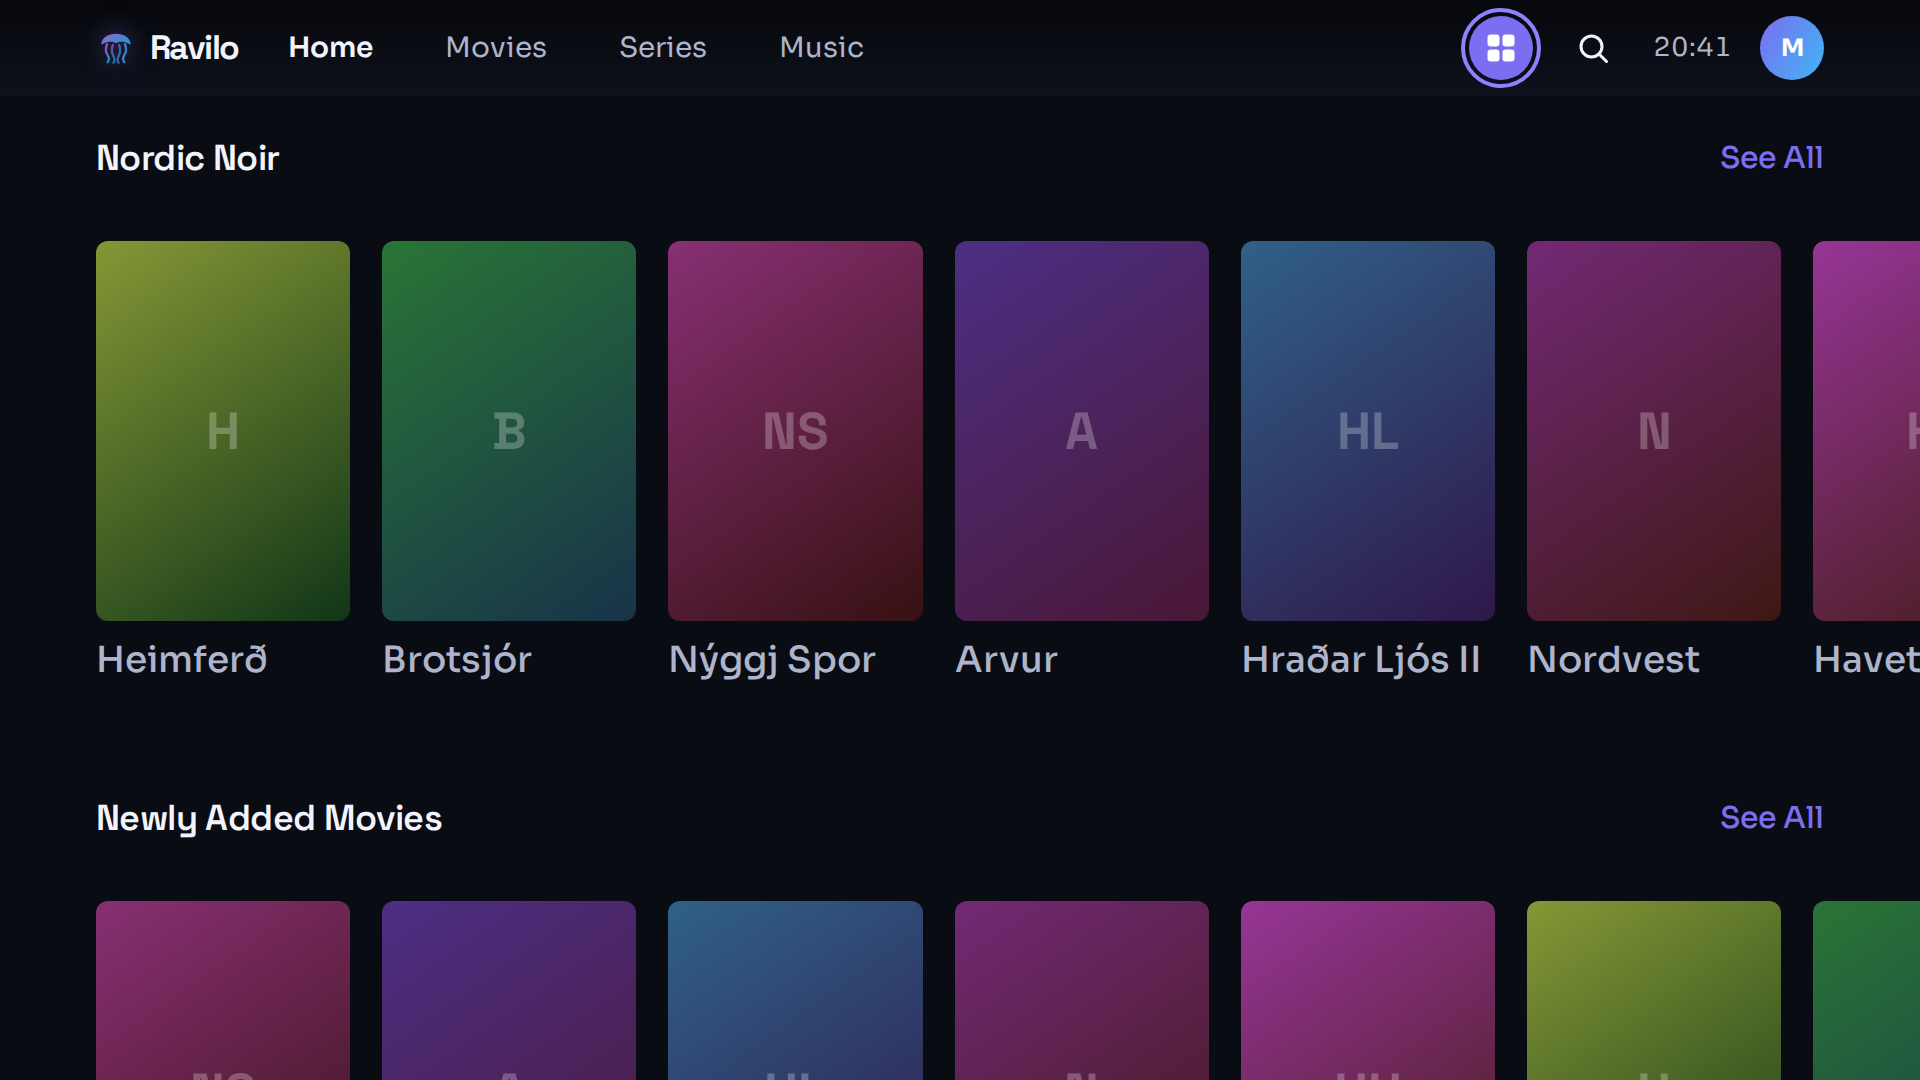 Ravilo Home Movies Series Music 20:41 M
Nordic Noir See All
H B NS A HL N
Heimferð Brotsjór Nýggj Spor Arvur Hraðar Ljós II Nordvest
Newly Added Movies See All